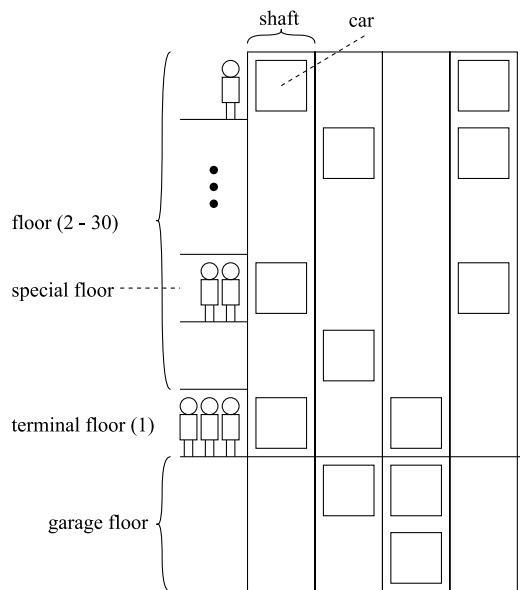 shaft
car
floor (2 - 30)
special floor
terminal floor (1)
garage floor